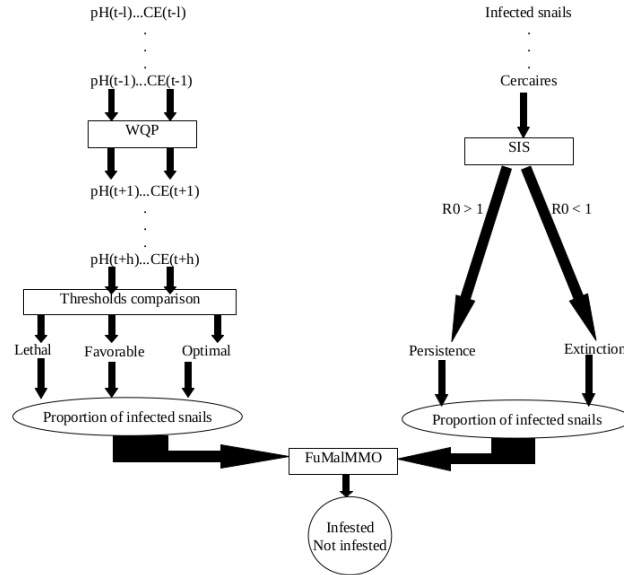 pH(t-l)...CE(t-l)
.
.
.
pH(t-1)...CE(t-1)
WQP
pH(t+1)...CE(t+1)
.
.
.
pH(t+h)...CE(t+h)
Thresholds comparison
Lethal Favorable Optimal
Proportion of infected snails
Infected snails
.
.
.
Cercaires
SIS
R0 > 1 R0 < 1
Persistence Extinction
Proportion of infected snails
FuMalMMO
Infested
Not infested